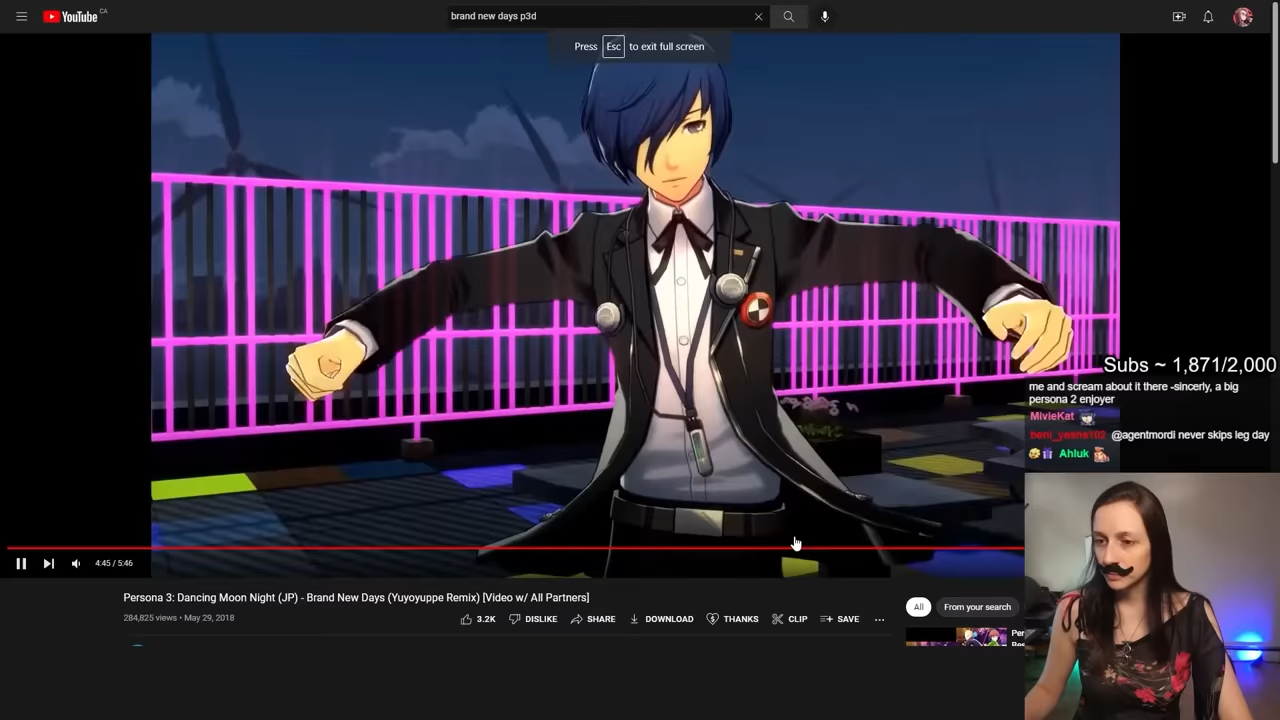 YouTube CA
brand new days p3d
Press Esc to exit full screen
Subs ~ 1,871/2,000
me and scream about it there -sincerly, a big
persona 2 enjoyer
MivieKat
@agentmordi never skips leg day
Ahluk
4:45 / 5:46
Persona 3: Dancing Moon Night (JP) - Brand New Days (Yuyoyuppe Remix) [Video w/ All Partners]
284,825 views • May 29, 2018
3.2K DISLIKE SHARE DOWNLOAD THANKS CLIP SAVE
All From your search
Per